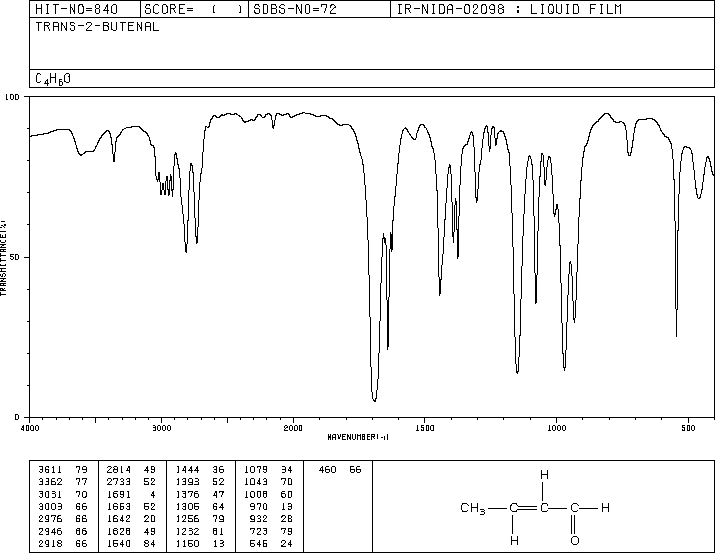 HIT-NO=840 SCORE= ( ) SDBS-NO=72 IR-NIDA-02098 : LIQUID FILM
TRANS-2-BUTENAL
C4H6O
100
TRANSMITTANCE(%)
50
0
4000 3000 2000 1500 1000 500
WAVENUMBER(-1)
3611 79 2814 49 1444 36 1079 34 460 66
3362 77 2733 52 1393 52 1043 70
3031 70 1691 4 1376 47 1008 60
3003 66 1653 52 1305 64 970 13
2976 66 1642 20 1256 79 932 28
2946 66 1628 49 1232 81 723 79
2918 66 1540 84 1150 13 546 24
H
CH3 C C C H
H O